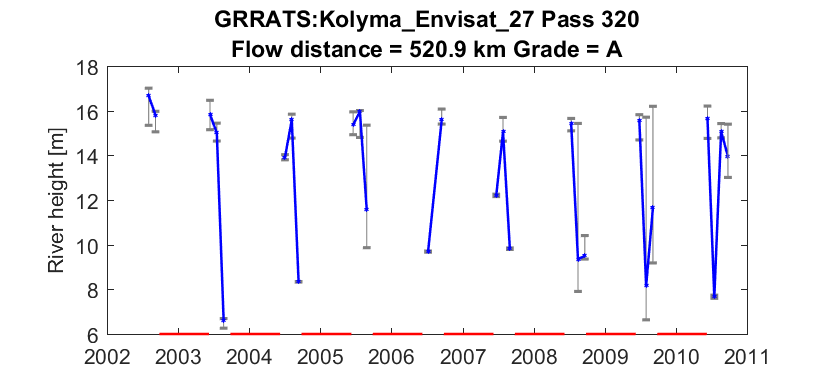 GRRATS:Kolyma_Envisat_27 Pass 320
Flow distance = 520.9 km Grade = A
River height [m]
18
16
14
12
10
8
6
2002 2003 2004 2005 2006 2007 2008 2009 2010 2011